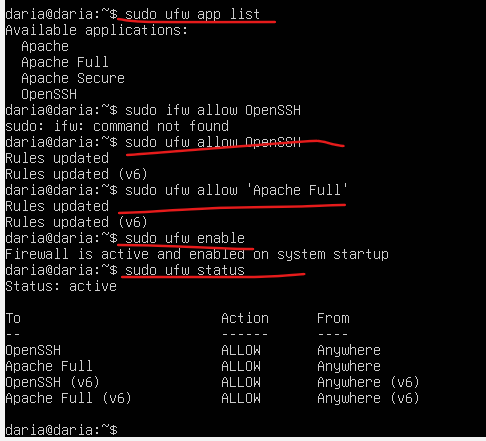 daria@daria:~$ sudo ufw app list
Available applications:
  Apache
  Apache Full
  Apache Secure
  OpenSSH
daria@daria:~$ sudo ifw allow OpenSSH
sudo: ifw: command not found
daria@daria:~$ sudo ufw allow OpenSSH
Rules updated
Rules updated (v6)
daria@daria:~$ sudo ufw allow 'Apache Full'
Rules updated
Rules updated (v6)
daria@daria:~$ sudo ufw enable
Firewall is active and enabled on system startup
daria@daria:~$ sudo ufw status
Status: active

To                         Action      From
--                         ------      ----
OpenSSH                    ALLOW       Anywhere
Apache Full                ALLOW       Anywhere
OpenSSH (v6)               ALLOW       Anywhere (v6)
Apache Full (v6)           ALLOW       Anywhere (v6)

daria@daria:~$